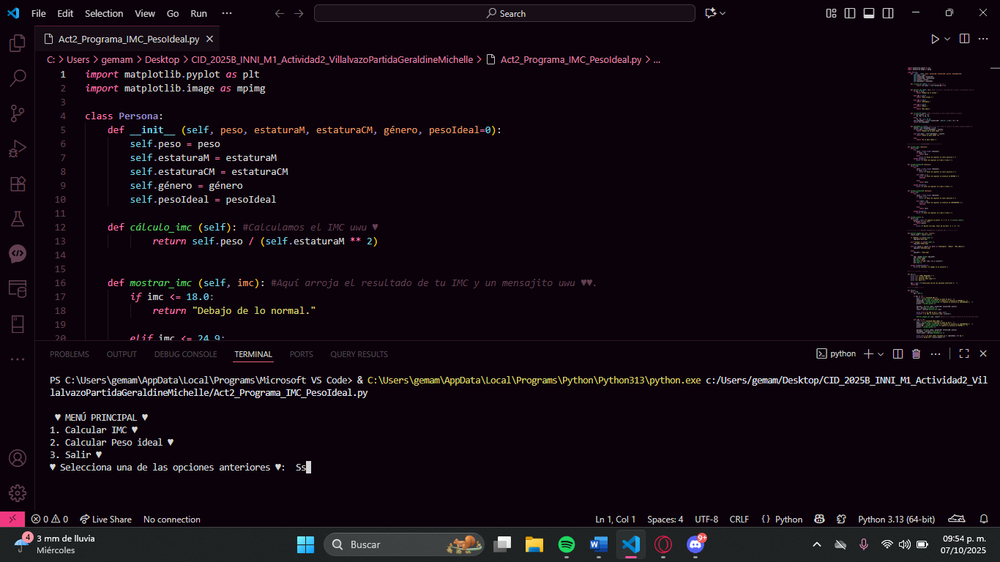 File Edit Selection View Go Run ···
Search
Act2_Programa_IMC_PesoIdeal.py
C: > Users > gemam > Desktop > CID_2025B_INNI_M1_Actividad2_VillalvazoPartidaGeraldineMichelle > Act2_Programa_IMC_PesoIdeal.py > ...
1 import matplotlib.pyplot as plt
2 import matplotlib.image as mpimg
3
4 class Persona:
5 def __init__ (self, peso, estaturaM, estaturaCM, género, pesoIdeal=0):
6 self.peso = peso
7 self.estaturaM = estaturaM
8 self.estaturaCM = estaturaCM
9 self.género = género
10 self.pesoIdeal = pesoIdeal
11
12 def cálculo_imc (self): #Calculamos el IMC uwu ♥
13 return self.peso / (self.estaturaM ** 2)
14
15
16 def mostrar_imc (self, imc): #Aquí arroja el resultado de tu IMC y un mensajito uwu ♥♥.
17 if imc <= 18.0:
18 return "Debajo de lo normal."
19
20 elif imc <= 24.9:
PROBLEMS OUTPUT DEBUG CONSOLE TERMINAL PORTS QUERY RESULTS
python
PS C:\Users\gemam\AppData\Local\Programs\Microsoft VS Code> & C:\Users\gemam\AppData\Local\Programs\Python\Python313\python.exe c:/Users/gemam/Desktop/CID_2025B_INNI_M1_Actividad2_Vil
lalvazoPartidaGeraldineMichelle/Act2_Programa_IMC_PesoIdeal.py
♥ MENÚ PRINCIPAL ♥
1. Calcular IMC ♥
2. Calcular Peso ideal ♥
3. Salir ♥
♥ Selecciona una de las opciones anteriores ♥: Ss
0 0 Live Share No connection Ln 1, Col 1 Spaces: 4 UTF-8 CRLF {} Python Python 3.13 (64-bit)
4
3 mm de lluvia
Miércoles
Buscar
9+
09:54 p. m.
07/10/2025